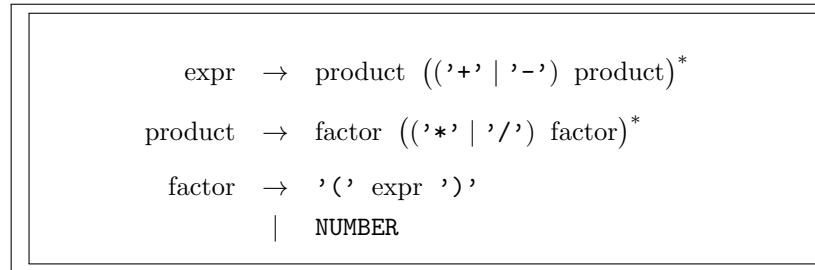 expr → product (('+' | '-') product)*
product → factor (('*' | '/') factor)*
factor → '(' expr ')'
| NUMBER